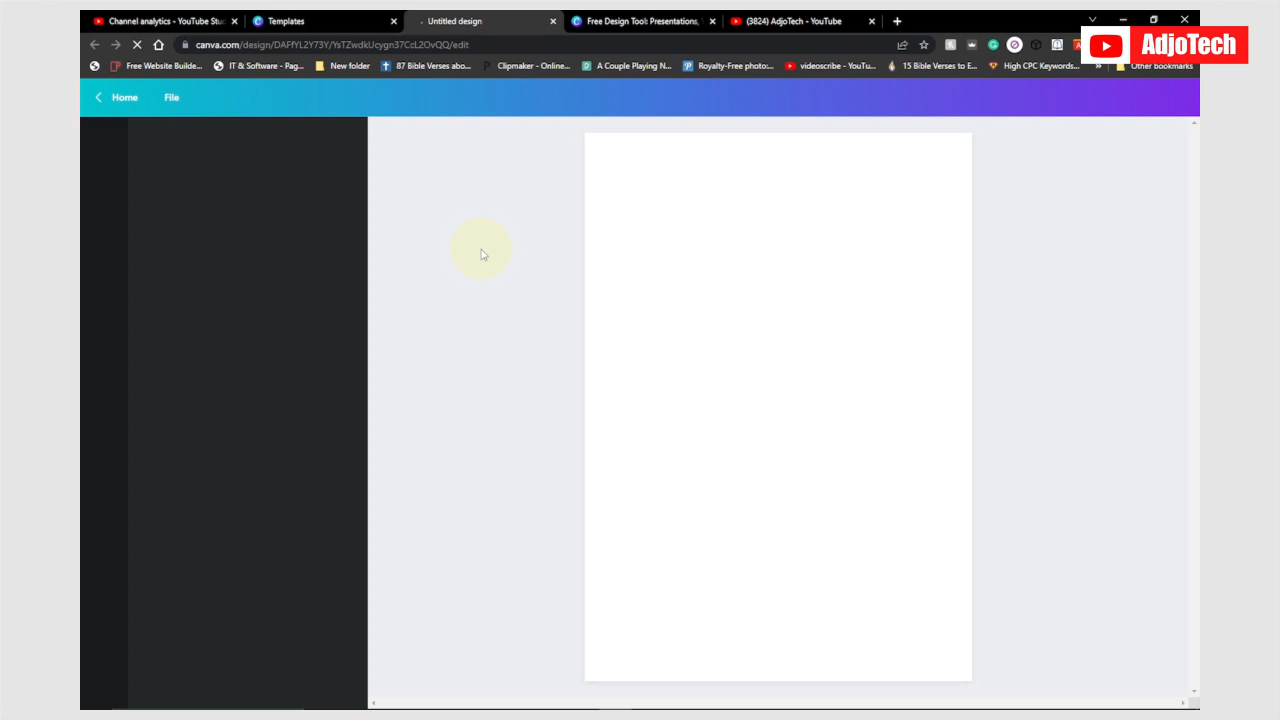 Channel analytics - YouTube Stud
Templates
Untitled design
Free Design Tool: Presentations, V
(3824) AdjoTech - YouTube
canva.com/design/DAFfYL2Y73Y/YsTZwdkUcygn37CcL2OvQQ/edit
AdjoTech
Free Website Builde...
IT & Software - Pag...
New folder
87 Bible Verses abo...
Clipmaker - Online...
A Couple Playing N...
Royalty-Free photo:...
videoscribe - YouTu...
15 Bible Verses to E...
High CPC Keywords...
»
Other bookmarks
Home
File